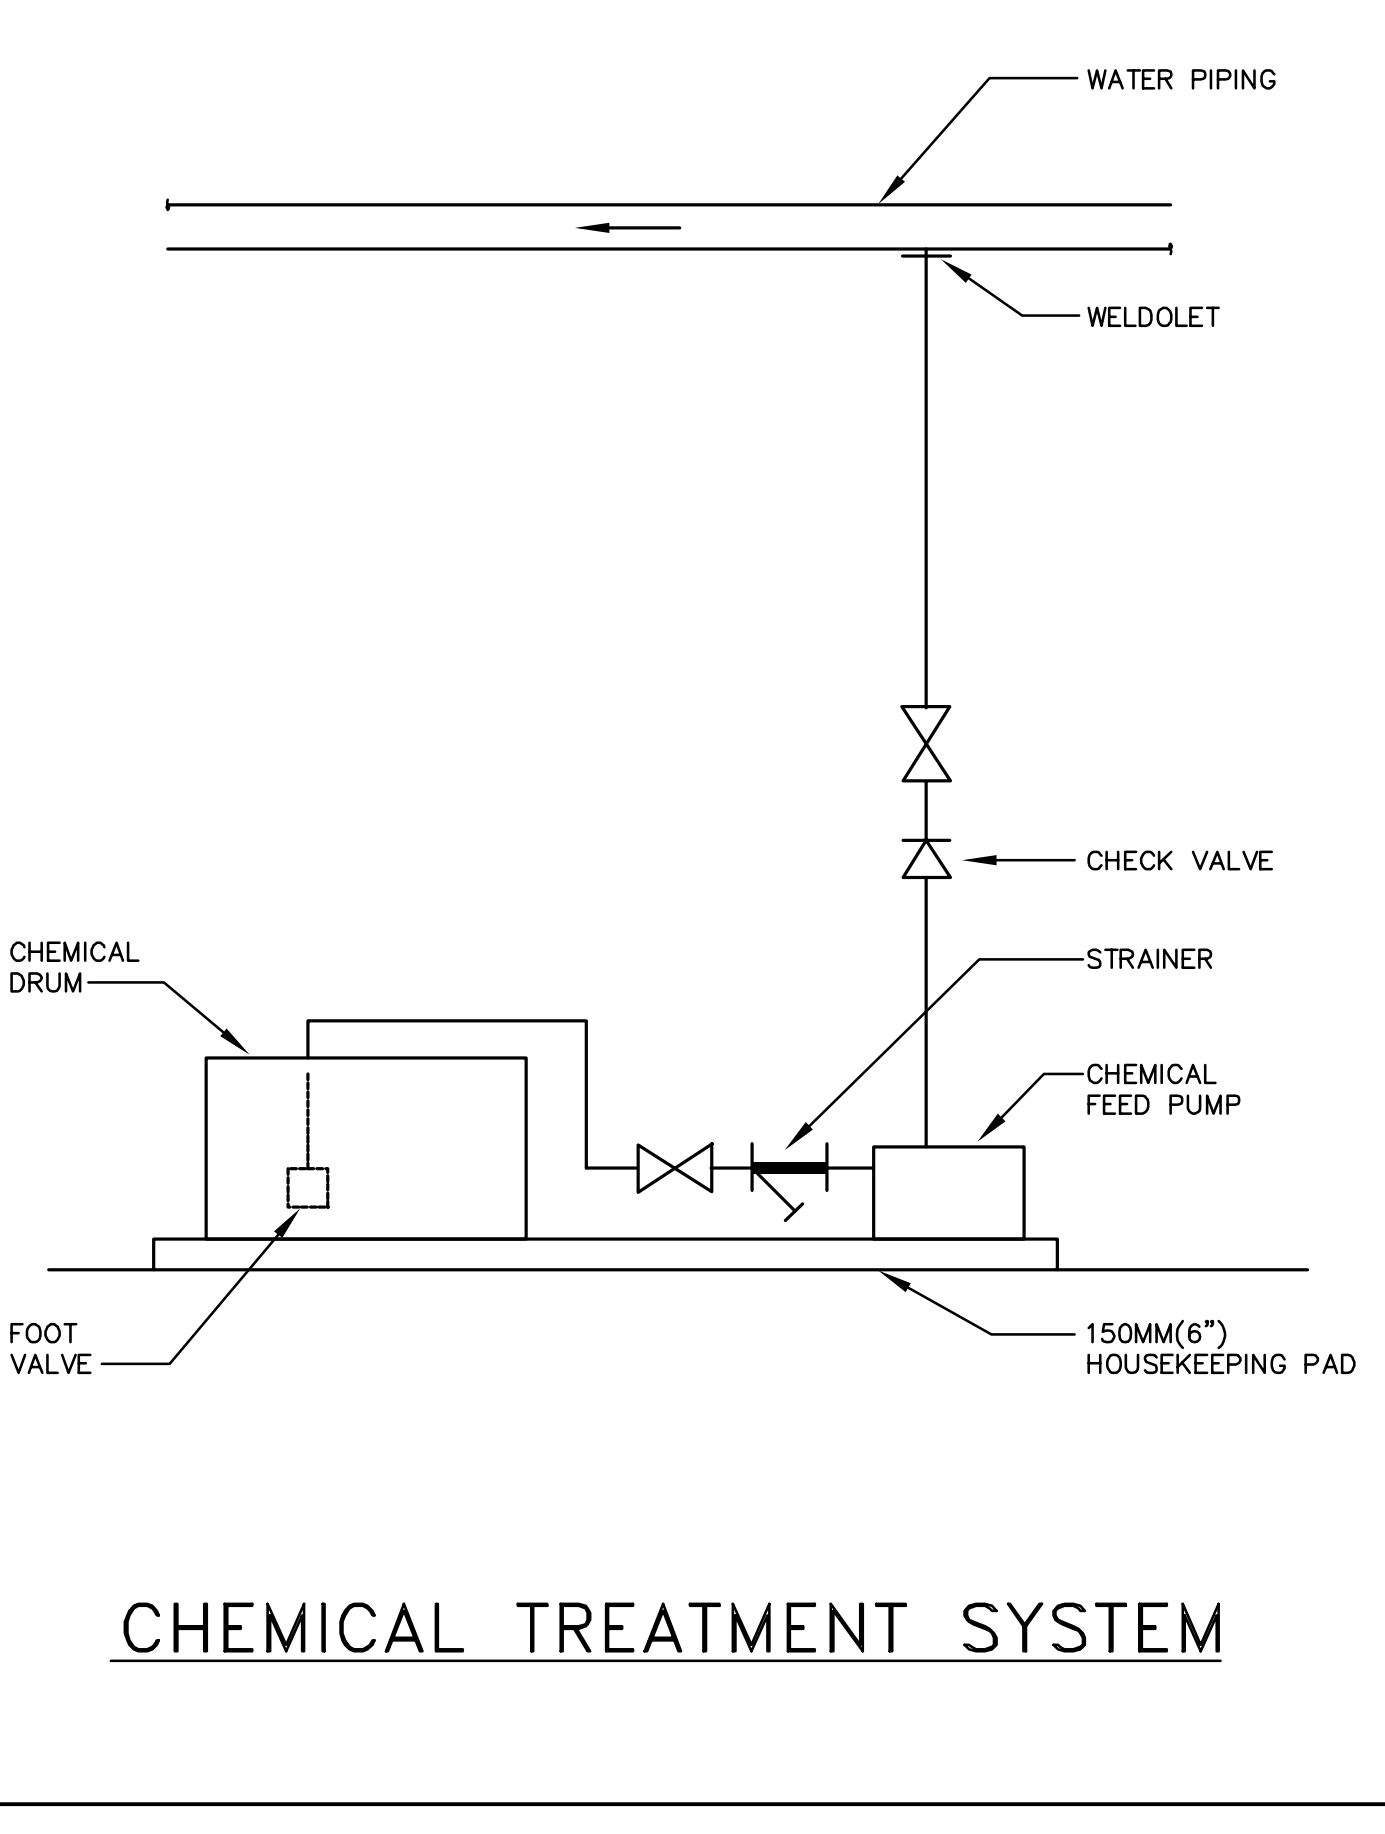 WATER PIPING
WELDOLET
CHECK VALVE
CHEMICAL
DRUM
STRAINER
CHEMICAL
FEED PUMP
FOOT
VALVE
150MM(6”)
HOUSEKEEPING PAD
CHEMICAL TREATMENT SYSTEM